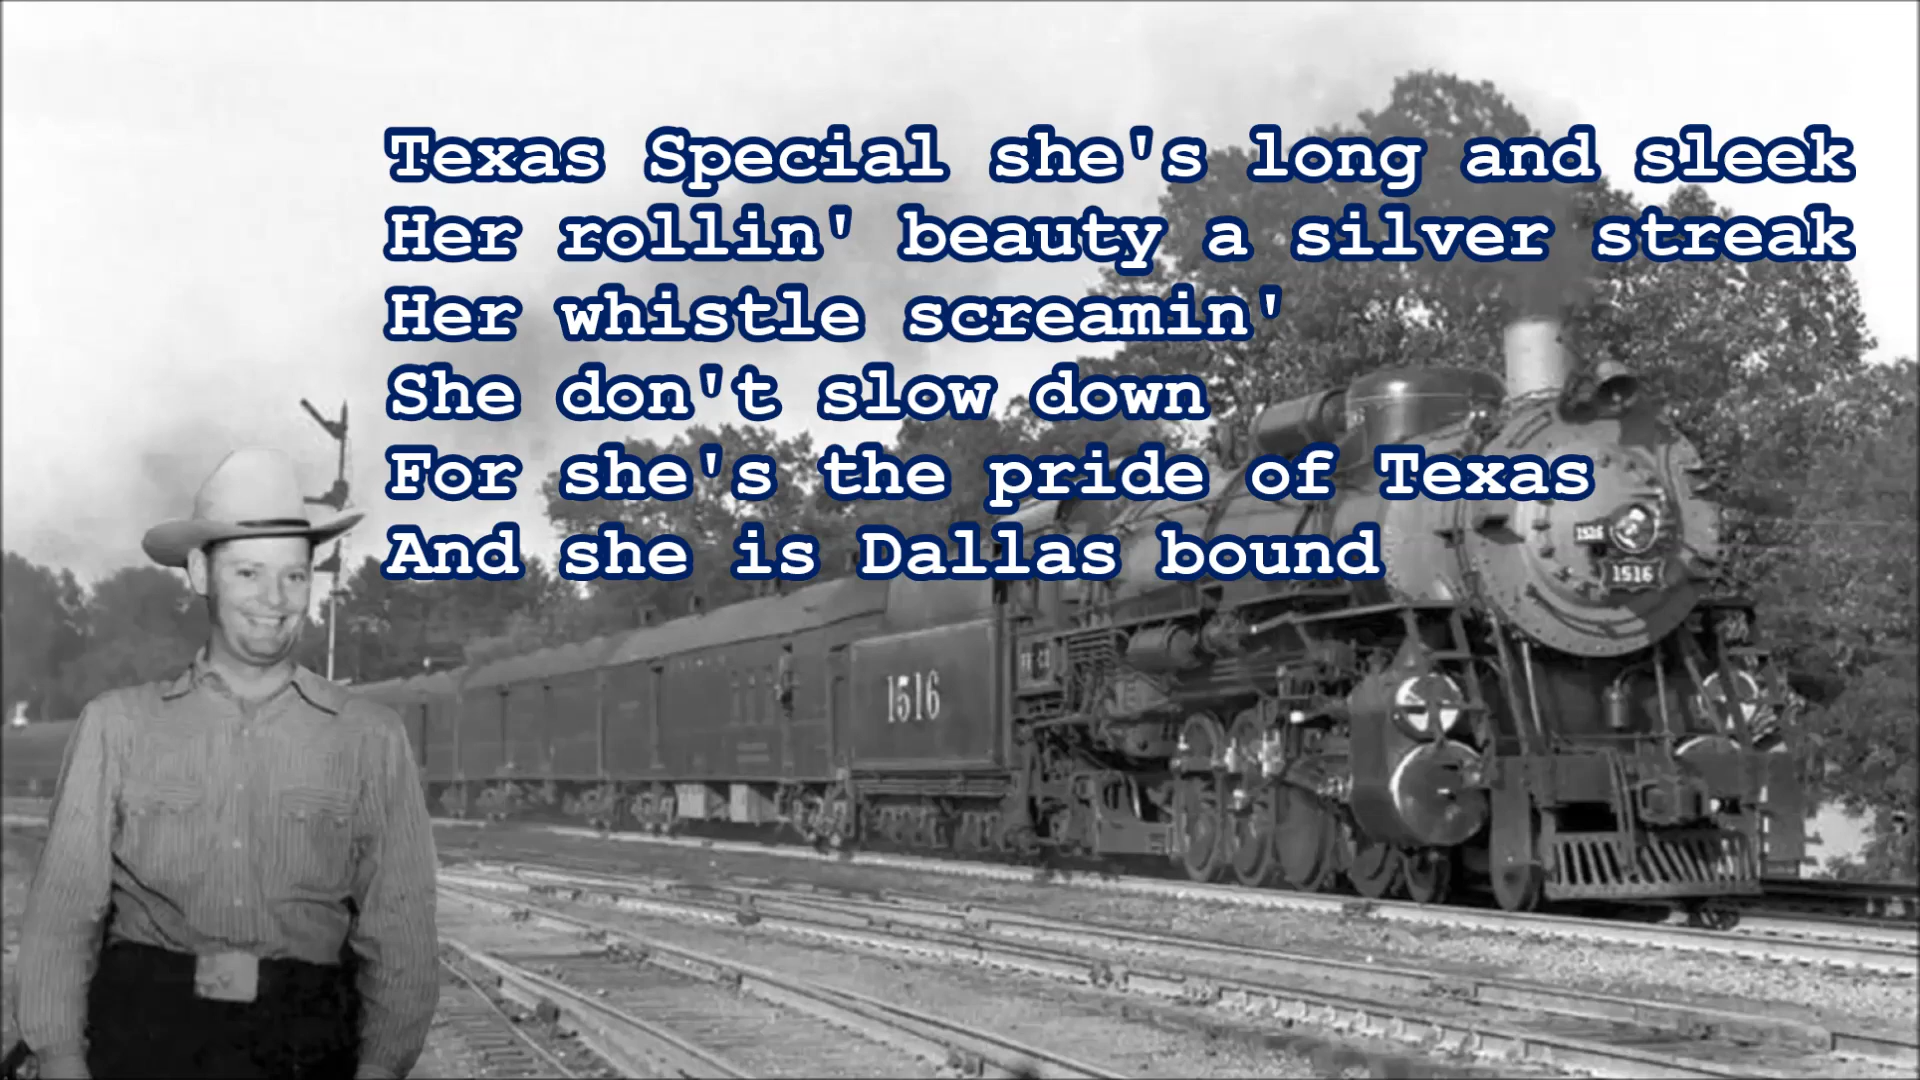 Texas Special she's long and sleek
Her rollin' beauty a silver streak
Her whistle screamin'
She don't slow down
For she's the pride of Texas
And she is Dallas bound
1516
1516
1516